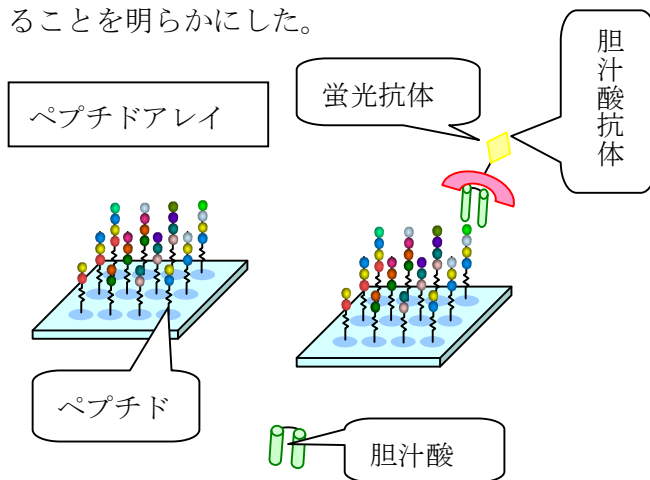 ることを明らかにした。
ペプチドアレイ
蛍光抗体
胆汁酸抗体
ペプチド
胆汁酸